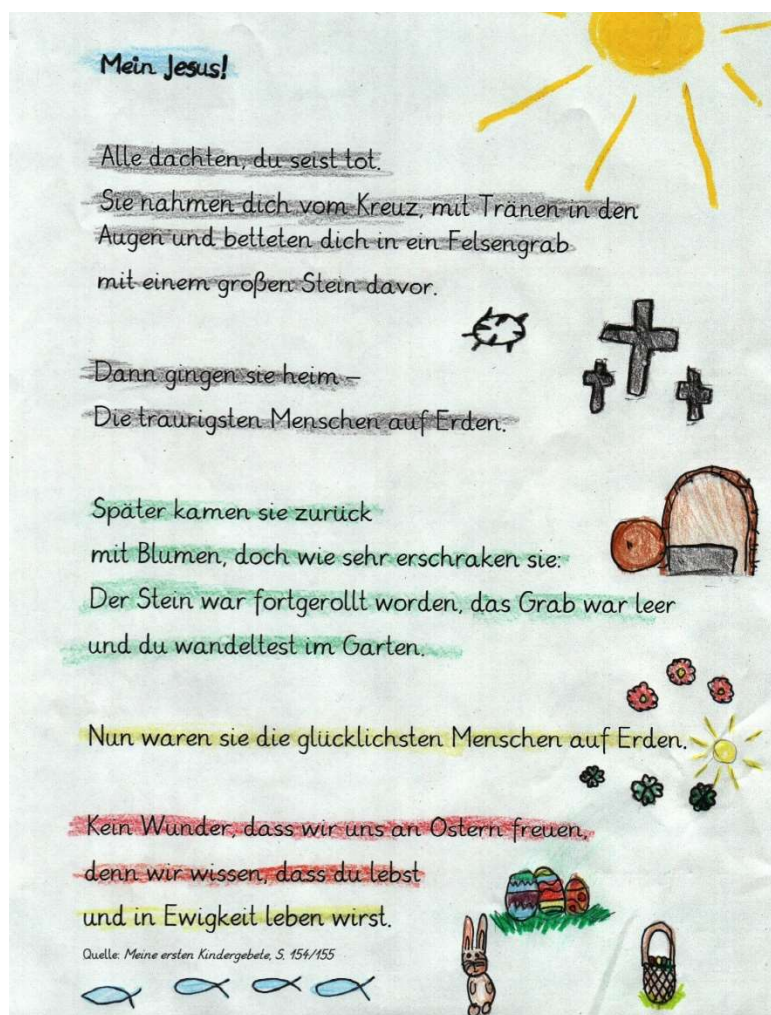 Mein Jesus!
Alle dachten, du seist tot.
Sie nahmen dich vom Kreuz, mit Tränen in den
Augen und betteten dich in ein Felsengrab
mit einem großen Stein davor.
Dann gingen sie heim –
Die traurigsten Menschen auf Erden.
Später kamen sie zurück
mit Blumen, doch wie sehr erschraken sie:
Der Stein war fortgerollt worden, das Grab war leer
und du wandeltest im Garten.
Nun waren sie die glücklichsten Menschen auf Erden.
Kein Wunder, dass wir uns an Ostern freuen,
denn wir wissen, dass du lebst
und in Ewigkeit leben wirst.
Quelle: Meine ersten Kindergebete, S. 154/155